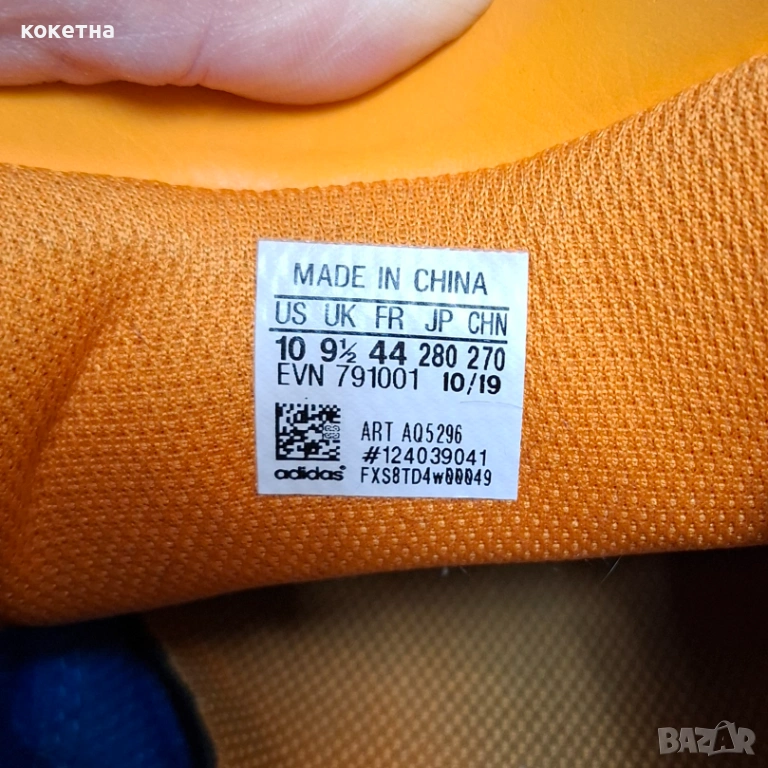 кокетна
MADE IN CHINA
US UK FR JP CHN
10 9½ 44 280 270
EVN 791001 10/19
ART AQ5296
#124039041
adidas® FXS8TD4w00049
BAZAR